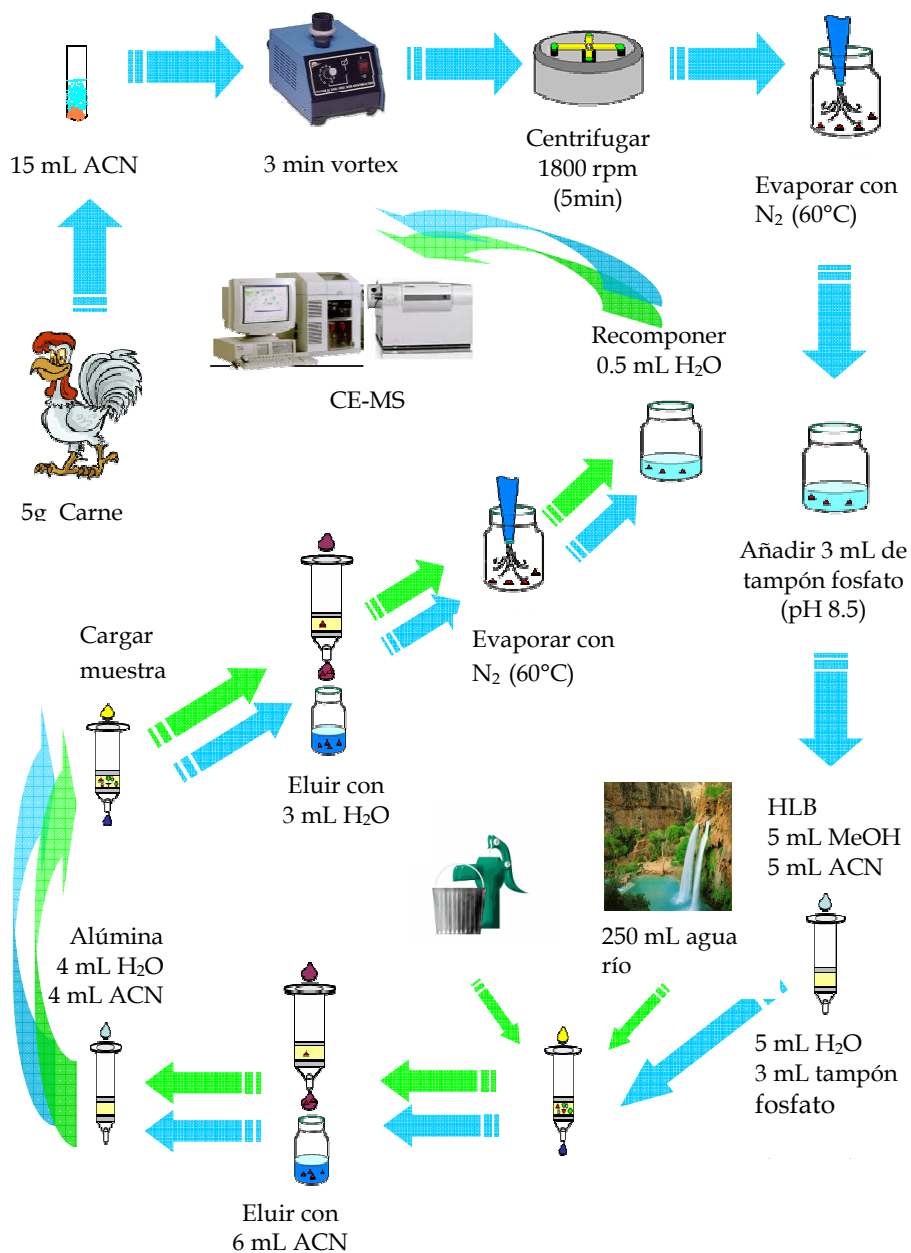 15 mL ACN
3 min vortex
Centrifugar
1800 rpm
(5min)
Evaporar con
N₂ (60°C)
Recomponer
0.5 mL H₂O
CE-MS
5g Carne
Añadir 3 mL de
tampón fosfato
(pH 8.5)
Cargar
muestra
Evaporar con
N₂ (60°C)
Eluir con
3 mL H₂O
HLB
5 mL MeOH
5 mL ACN
250 mL agua
río
Alúmina
4 mL H₂O
4 mL ACN
5 mL H₂O
3 mL tampón
fosfato
Eluir con
6 mL ACN